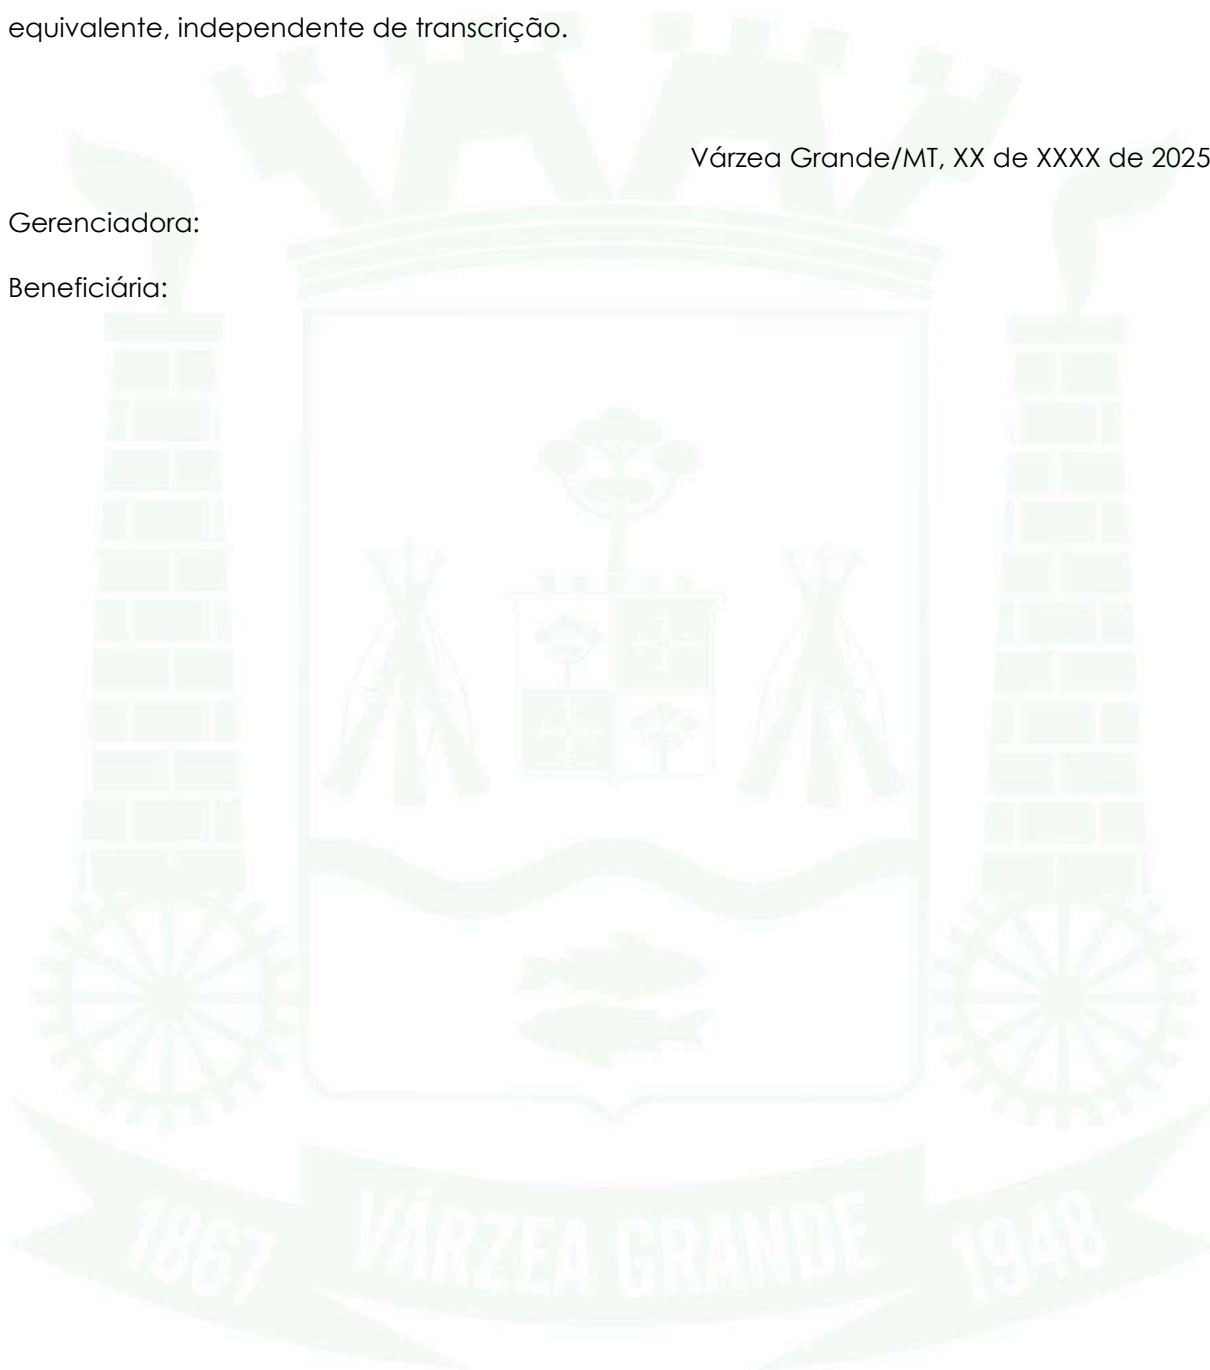 equivalente, independente de transcrição.
Várzea Grande/MT, XX de XXXX de 2025
Gerenciadora:
Beneficiária:
1867 VÁRZEA GRANDE 1948